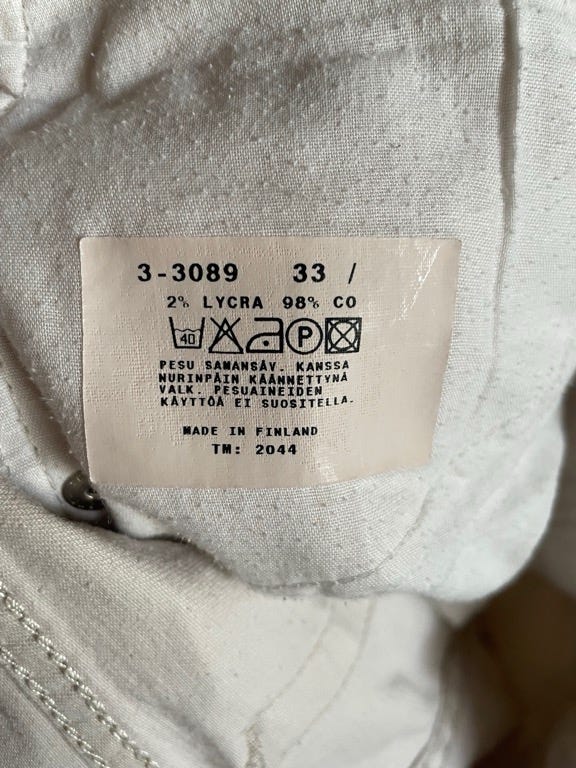 3-3089 33 /
2% LYCRA 98% CO
40 P
PESU SAMANSÄV. KANSSA
NURINPÄIN KÄÄNNETTYNÄ
VALK. PESUAINEIDEN
KÄYTTÖÄ EI SUOSITELLA.
MADE IN FINLAND
TM: 2044